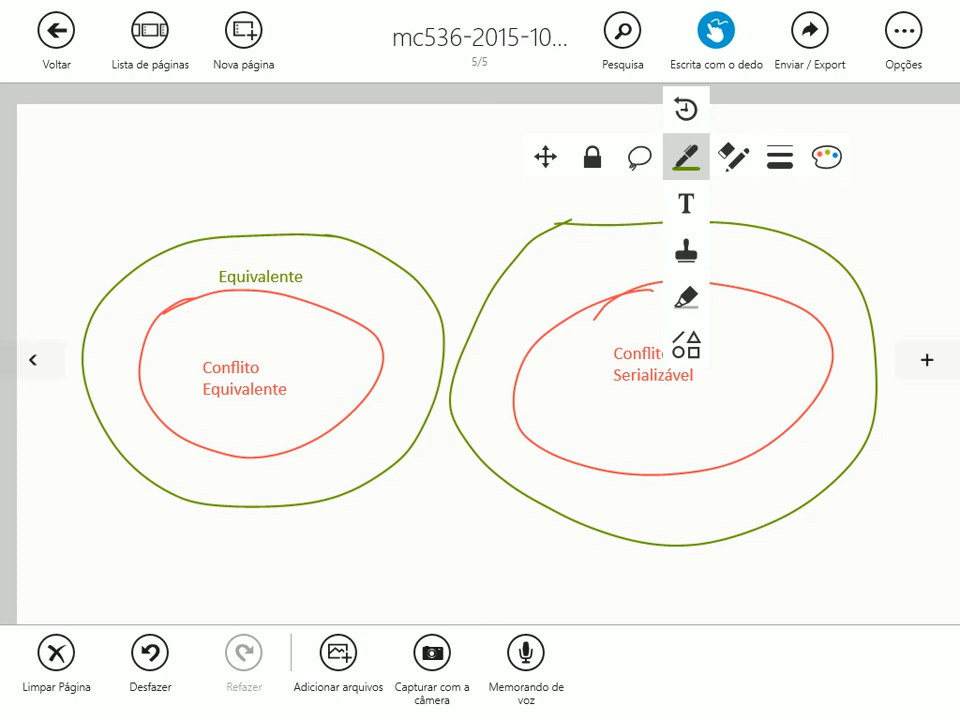 Voltar
Lista de páginas
Nova página
mc536-2015-10...
5/5
Pesquisa
Escrita com o dedo
Enviar / Export
Opções
T
Equivalente
Conflito
Equivalente
Conflito
Serializável
Limpar Página
Desfazer
Refazer
Adicionar arquivos
Capturar com a
câmera
Memorando de
voz